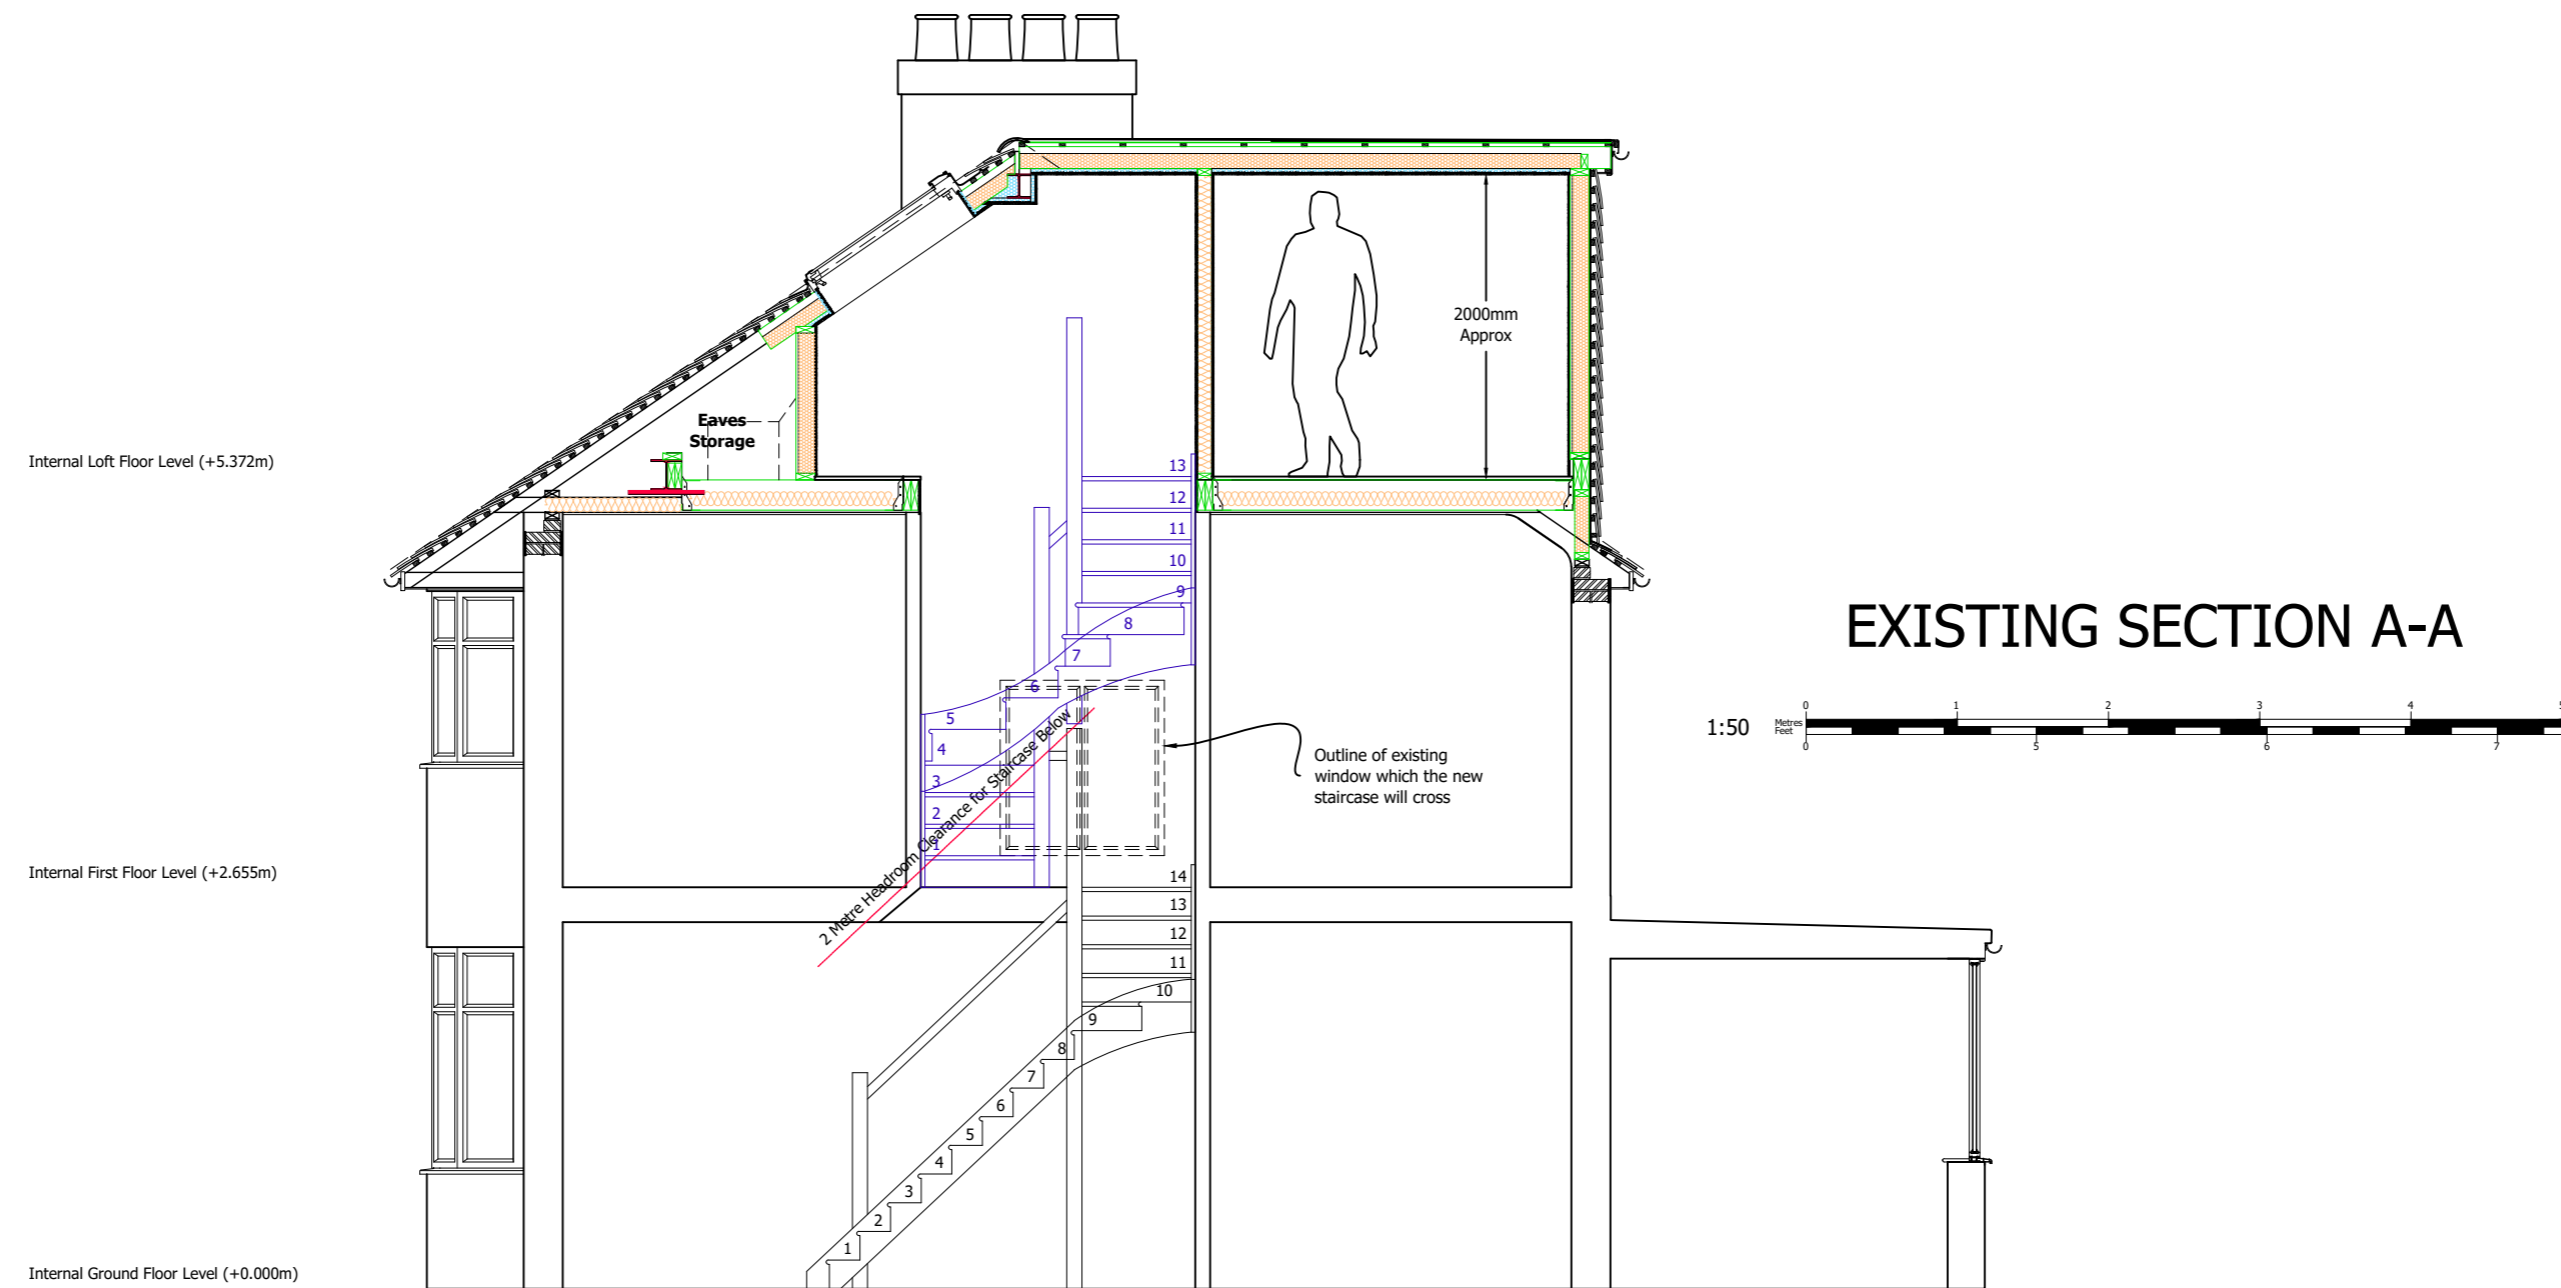 2000mm
Approx
Eaves
Storage
Internal Loft Floor Level (+5.372m)
13
12
11
10
9
8
7
6
5
4
3
2
1
2 Metre Headroom Clearance for Staircase Below
EXISTING SECTION A-A
1:50
Metres
Feet
0 1 2 3 4 5
0 5 6 7
Outline of existing
window which the new
staircase will cross
Internal First Floor Level (+2.655m)
14
13
12
11
10
9
8
7
6
5
4
3
2
1
Internal Ground Floor Level (+0.000m)